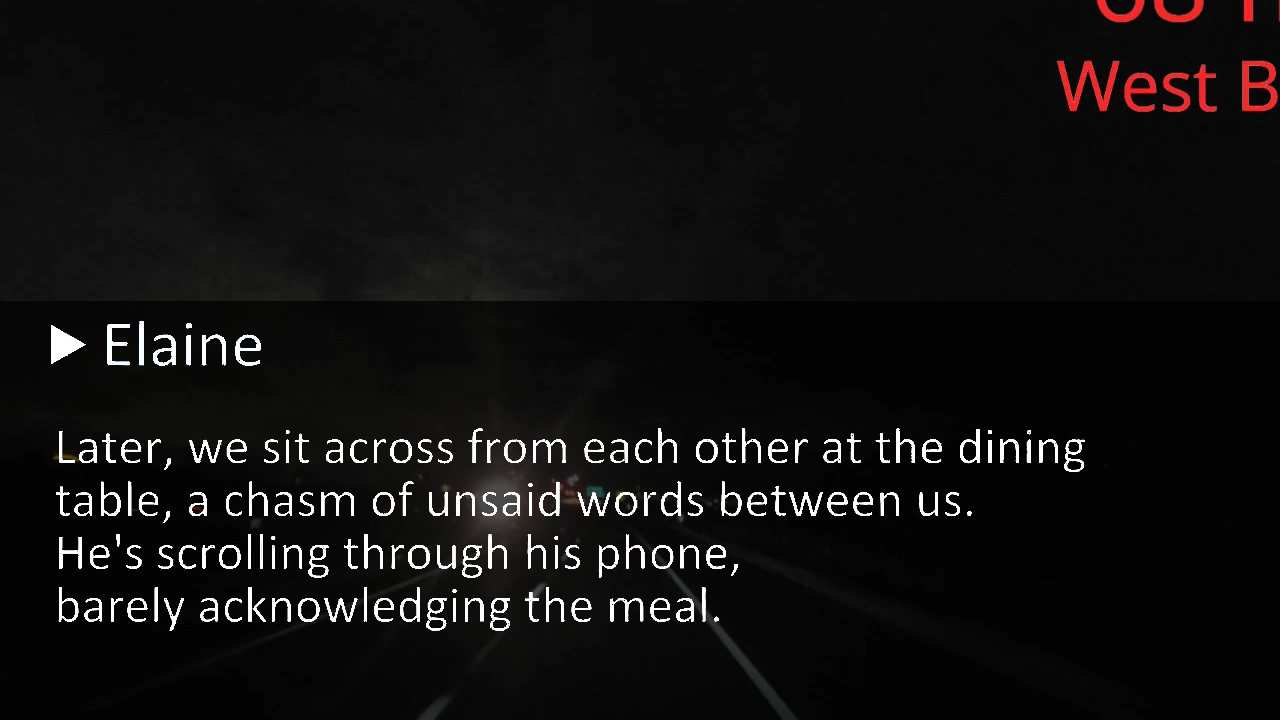 West
Elaine
Later, we sit across from each other at the dining
table, a chasm of unsaid words between us.
He's scrolling through his phone,
barely acknowledging the meal.